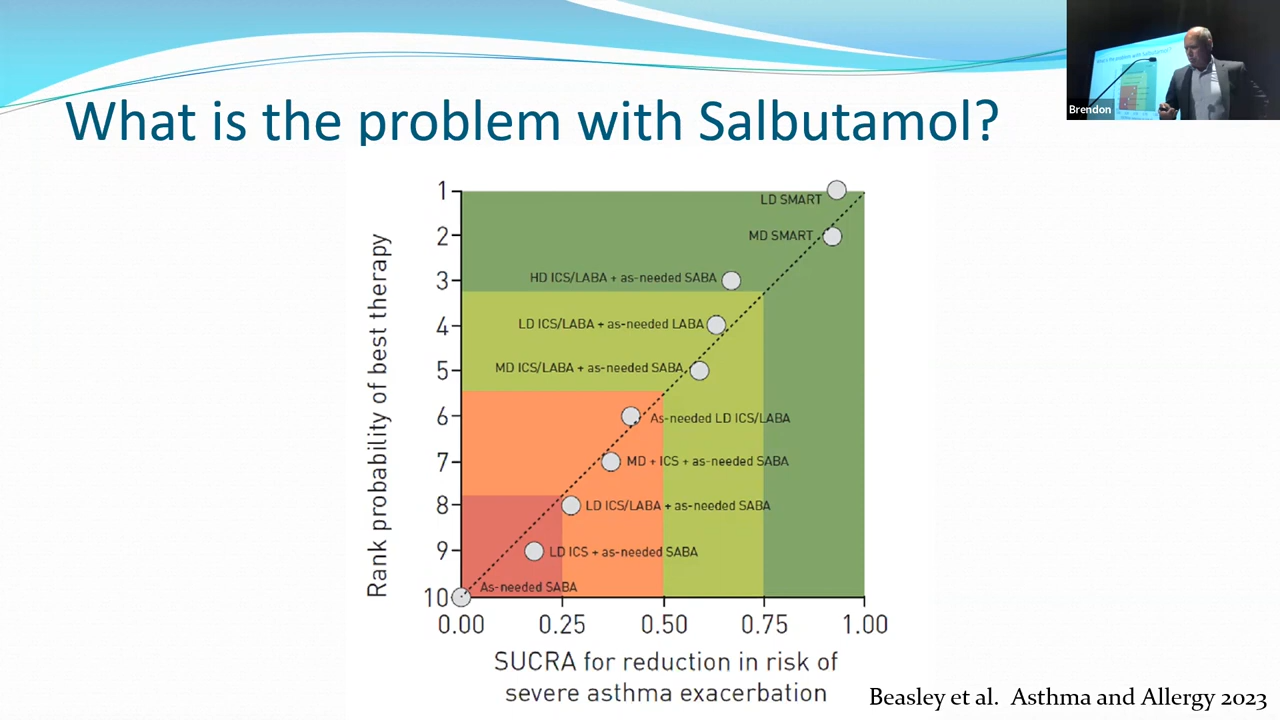 Brendon
What is the problem with Salbutamol?
Rank probability of best therapy
1
2
3
4
5
6
7
8
9
10
LD SMART
MD SMART
HD ICS/LABA + as-needed SABA
LD ICS/LABA + as-needed LABA
MD ICS/LABA + as-needed SABA
As-needed LD ICS/LABA
MD + ICS + as-needed SABA
LD ICS/LABA + as-needed SABA
LD ICS + as-needed SABA
As-needed SABA
0.00 0.25 0.50 0.75 1.00
SUCRA for reduction in risk of
severe asthma exacerbation
Beasley et al. Asthma and Allergy 2023